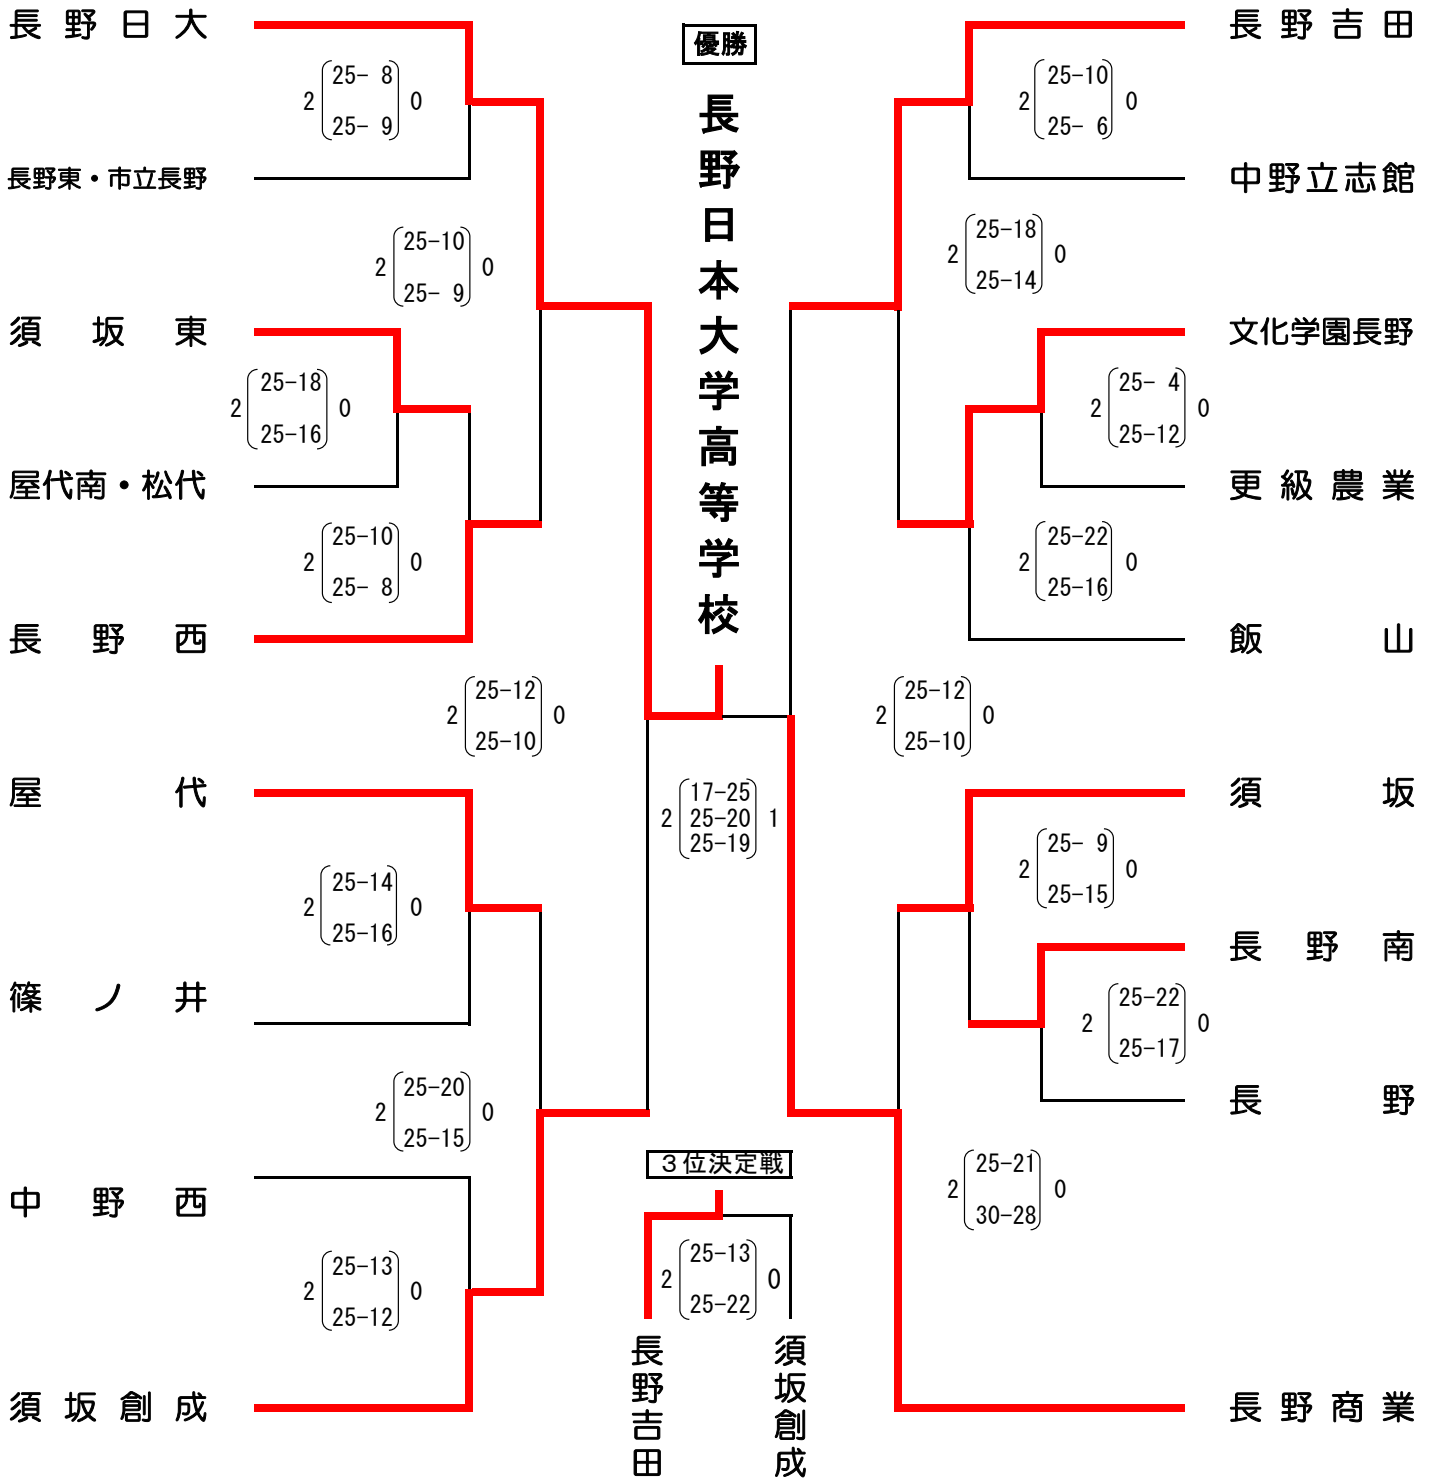 長野日大
2 25- 8 0
25- 9
長野東・市立長野
2 25-10 0
25- 9
須坂東
2 25-18 0
25-16
屋代南・松代
2 25-10 0
25- 8
長野西
2 25-12 0
25-10
屋代
2 25-14 0
25-16
篠ノ井
2 25-20 0
25-15
中野西
2 25-13 0
25-12
須坂創成
優勝
長野日本大学高等学校
17-25
2 25-20 1
25-19
3位決定戦
2 25-13 0
25-22
長野吉田
須坂創成
長野吉田
2 25-10 0
25- 6
中野立志館
2 25-18 0
25-14
文化学園長野
2 25- 4 0
25-12
更級農業
2 25-22 0
25-16
飯山
2 25-12 0
25-10
須坂
2 25- 9 0
25-15
長野南
2 25-22 0
25-17
長野
2 25-21 0
30-28
長野商業